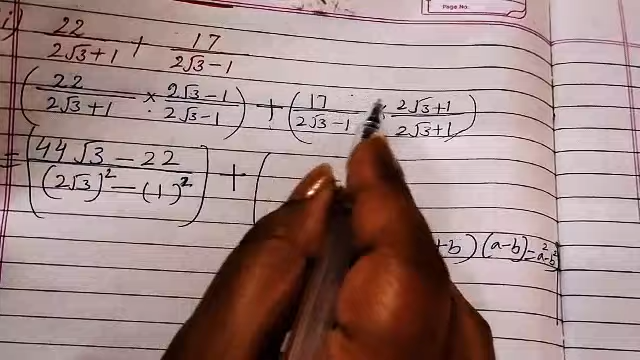 i) 22/(2√3+1) + 17/(2√3-1)
(22/(2√3+1) × (2√3-1)/(2√3-1)) + (17/(2√3-1) × (2√3+1)/(2√3+1))
= ((44√3 - 22)/((2√3)² - (1)²)) + (
+b) (a-b) = a²-b²
Page No.